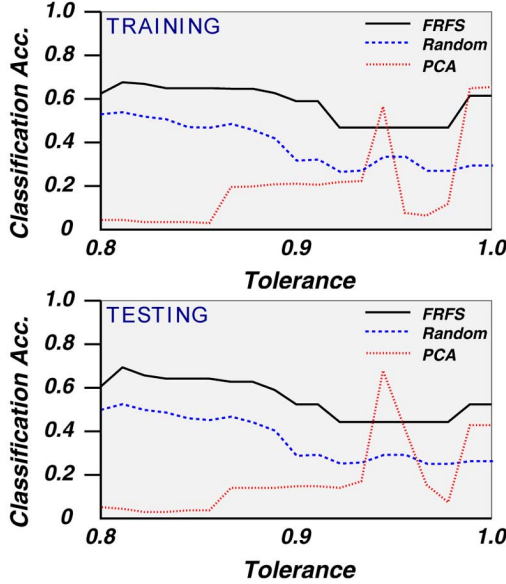 1.0
TRAINING
FRFS
Random
PCA
0.8
0.6
0.4
0.2
0
Classification Acc.
0.8
0.9
1.0
Tolerance
1.0
TESTING
FRFS
Random
PCA
0.8
0.6
0.4
0.2
0
Classification Acc.
0.8
0.9
1.0
Tolerance